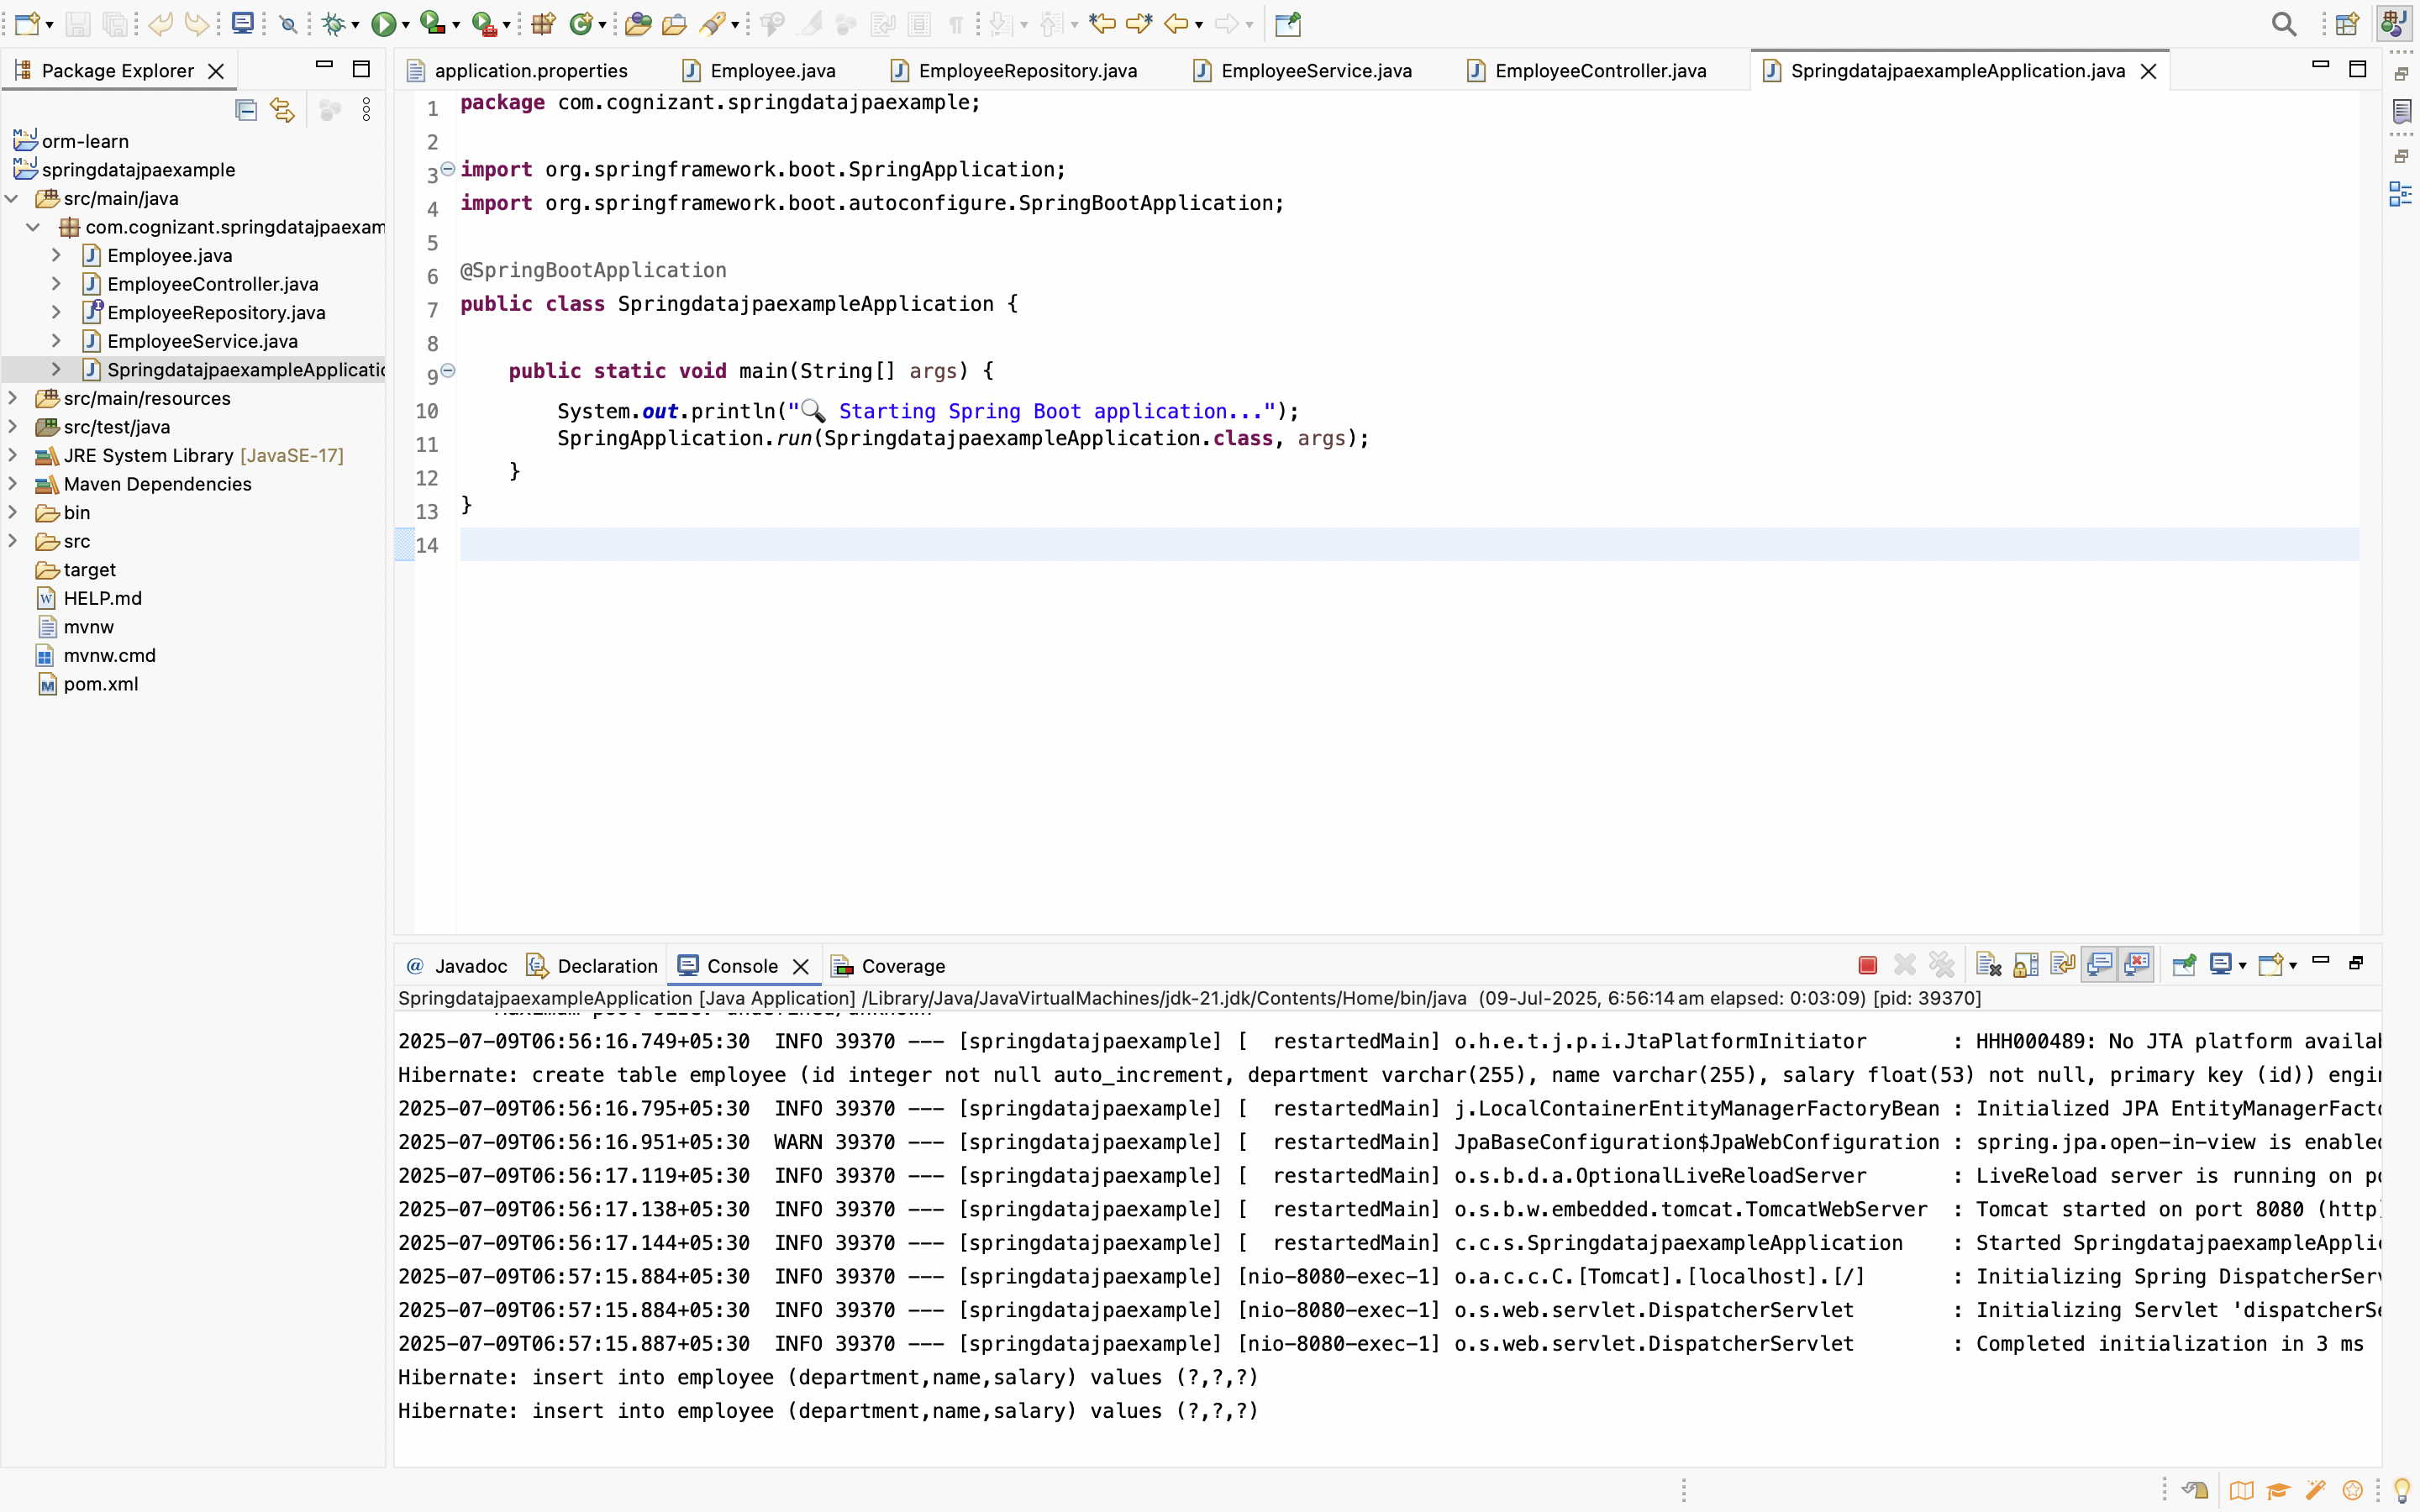 Package Explorer
orm-learn
springdatajpaexample
src/main/java
com.cognizant.springdatajpaexam
Employee.java
EmployeeController.java
EmployeeRepository.java
EmployeeService.java
SpringdatajpaexampleApplicatio
src/main/resources
src/test/java
JRE System Library [JavaSE-17]
Maven Dependencies
bin
src
target
HELP.md
mvnw
mvnw.cmd
pom.xml
application.properties Employee.java EmployeeRepository.java EmployeeService.java EmployeeController.java SpringdatajpaexampleApplication.java
1 package com.cognizant.springdatajpaexample;
2
3 import org.springframework.boot.SpringApplication;
4 import org.springframework.boot.autoconfigure.SpringBootApplication;
5
6 @SpringBootApplication
7 public class SpringdatajpaexampleApplication {
8
9 public static void main(String[] args) {
10 System.out.println("🔍 Starting Spring Boot application...");
11 SpringApplication.run(SpringdatajpaexampleApplication.class, args);
12 }
13 }
14
@ Javadoc Declaration Console Coverage
SpringdatajpaexampleApplication [Java Application] /Library/Java/JavaVirtualMachines/jdk-21.jdk/Contents/Home/bin/java (09-Jul-2025, 6:56:14 am elapsed: 0:03:09) [pid: 39370]
2025-07-09T06:56:16.749+05:30 INFO 39370 --- [springdatajpaexample] [ restartedMain] o.h.e.t.j.p.i.JtaPlatformInitiator : HHH000489: No JTA platform availab
Hibernate: create table employee (id integer not null auto_increment, department varchar(255), name varchar(255), salary float(53) not null, primary key (id)) engi
2025-07-09T06:56:16.795+05:30 INFO 39370 --- [springdatajpaexample] [ restartedMain] j.LocalContainerEntityManagerFactoryBean : Initialized JPA EntityManagerFact
2025-07-09T06:56:16.951+05:30 WARN 39370 --- [springdatajpaexample] [ restartedMain] JpaBaseConfiguration$JpaWebConfiguration : spring.jpa.open-in-view is enable
2025-07-09T06:56:17.119+05:30 INFO 39370 --- [springdatajpaexample] [ restartedMain] o.s.b.d.a.OptionalLiveReloadServer : LiveReload server is running on p
2025-07-09T06:56:17.138+05:30 INFO 39370 --- [springdatajpaexample] [ restartedMain] o.s.b.w.embedded.tomcat.TomcatWebServer : Tomcat started on port 8080 (http
2025-07-09T06:56:17.144+05:30 INFO 39370 --- [springdatajpaexample] [ restartedMain] c.c.s.SpringdatajpaexampleApplication : Started SpringdatajpaexampleAppli
2025-07-09T06:57:15.884+05:30 INFO 39370 --- [springdatajpaexample] [nio-8080-exec-1] o.a.c.c.C.[Tomcat].[localhost].[/] : Initializing Spring DispatcherSer
2025-07-09T06:57:15.884+05:30 INFO 39370 --- [springdatajpaexample] [nio-8080-exec-1] o.s.web.servlet.DispatcherServlet : Initializing Servlet 'dispatcherSe
2025-07-09T06:57:15.887+05:30 INFO 39370 --- [springdatajpaexample] [nio-8080-exec-1] o.s.web.servlet.DispatcherServlet : Completed initialization in 3 ms
Hibernate: insert into employee (department,name,salary) values (?,?,?)
Hibernate: insert into employee (department,name,salary) values (?,?,?)